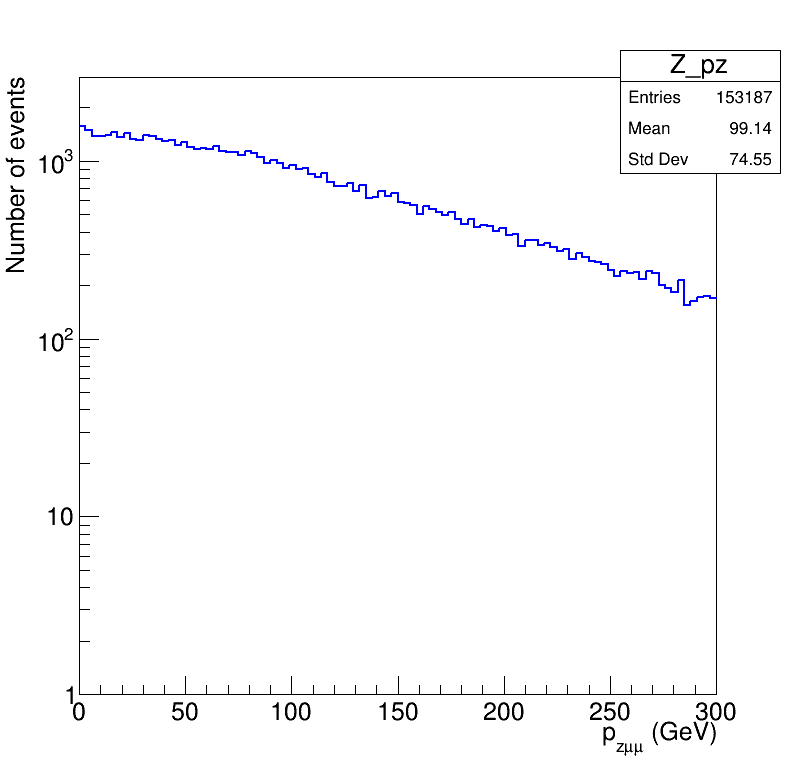 Z_pz
Entries 153187
Mean 99.14
Std Dev 74.55
Number of events
10³
10²
10
1
0 50 100 150 200 250 300
p_zμμ (GeV)